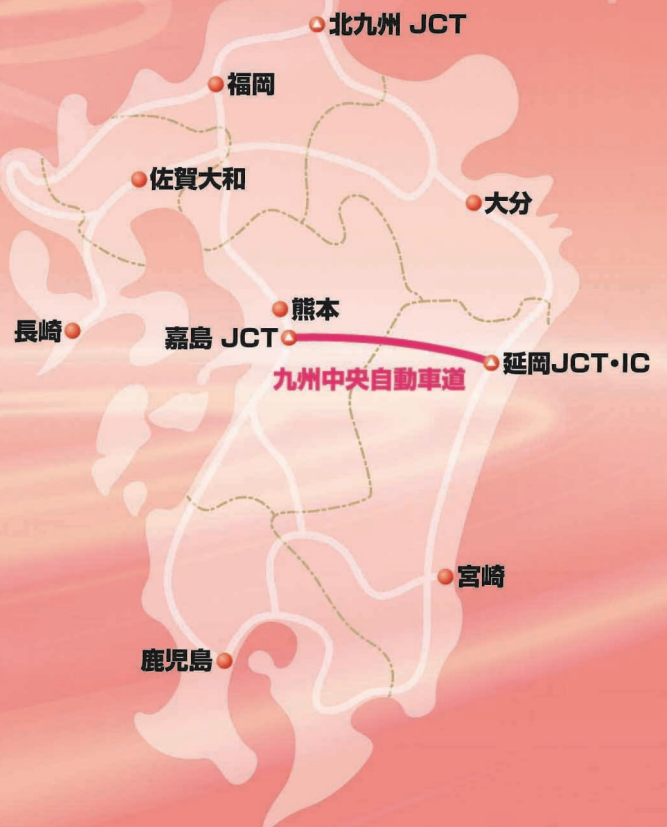 北九州 JCT
福岡
佐賀大和
大分
熊本
長崎
嘉島 JCT
延岡JCT・IC
九州中央自動車道
宮崎
鹿児島